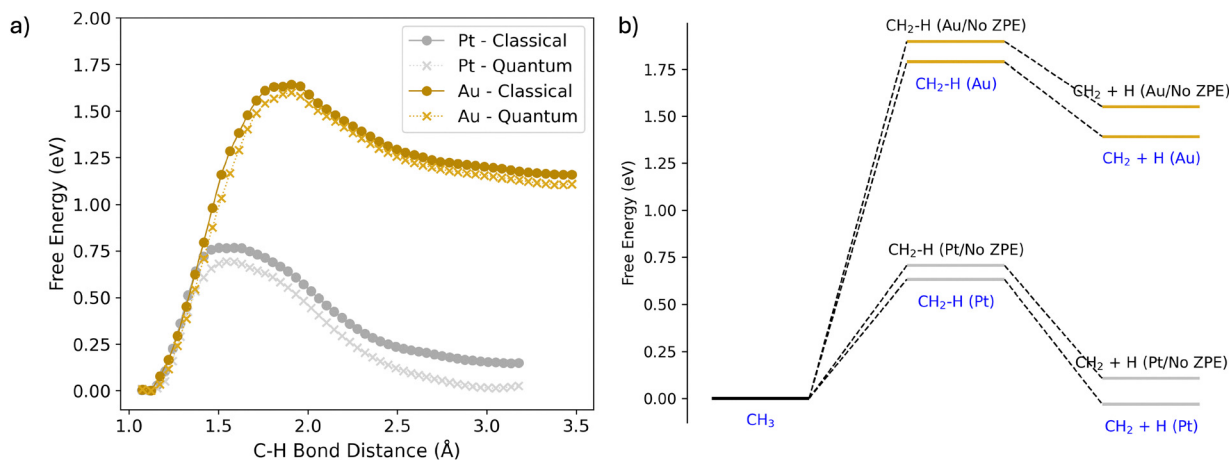 a)
2.00
1.75
1.50
1.25
1.00
0.75
0.50
0.25
0.00
Free Energy (eV)
1.0
1.5
2.0
2.5
3.0
3.5
C-H Bond Distance (Å)
Pt - Classical
Pt - Quantum
Au - Classical
Au - Quantum
b)
1.75
1.50
1.25
1.00
0.75
0.50
0.25
0.00
Free Energy (eV)
CH₂-H (Au/No ZPE)
CH₂-H (Au)
CH₂ + H (Au/No ZPE)
CH₂ + H (Au)
CH₂-H (Pt/No ZPE)
CH₂-H (Pt)
CH₂ + H (Pt/No ZPE)
CH₂ + H (Pt)
CH₃